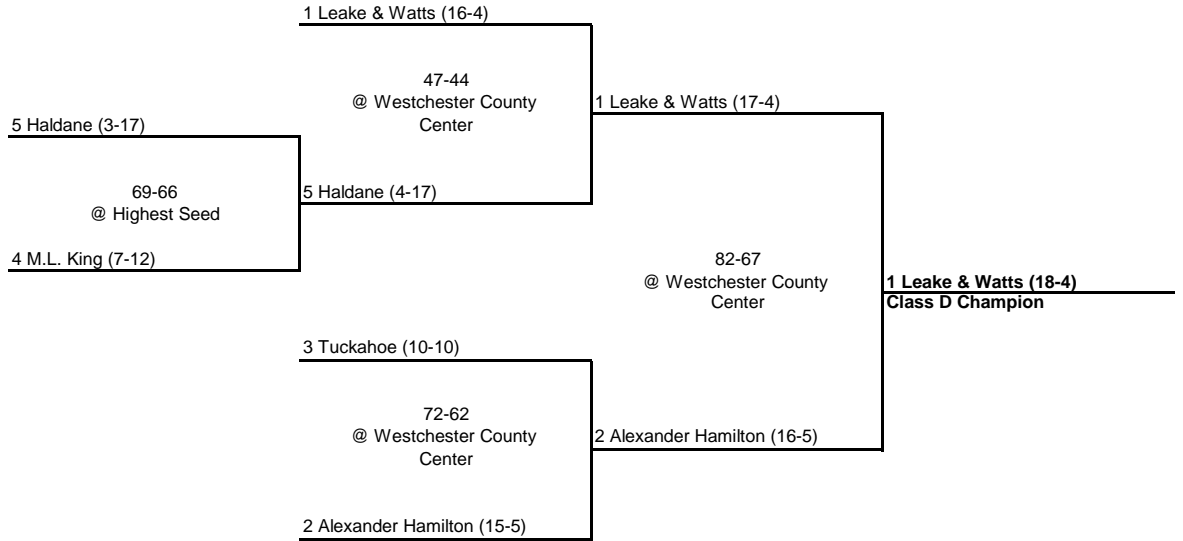 1 Leake & Watts (16-4)
47-44
@ Westchester County
Center
1 Leake & Watts (17-4)
5 Haldane (3-17)
69-66
@ Highest Seed
5 Haldane (4-17)
4 M.L. King (7-12)
82-67
@ Westchester County
Center
1 Leake & Watts (18-4)
Class D Champion
3 Tuckahoe (10-10)
72-62
@ Westchester County
Center
2 Alexander Hamilton (16-5)
2 Alexander Hamilton (15-5)